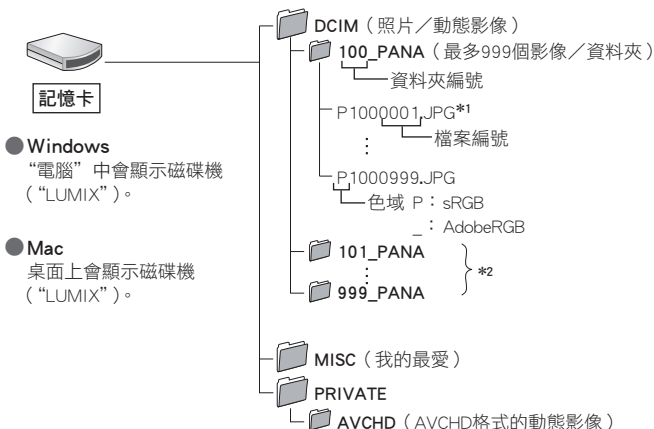 DCIM（照片／動態影像）
100_PANA（最多999個影像／資料夾）
資料夾編號
P1000001.JPG*1
檔案編號
P1000999.JPG
色域 P：sRGB
_：AdobeRGB
101_PANA
999_PANA
*2
MISC（我的最愛）
PRIVATE
AVCHD（AVCHD格式的動態影像）
記憶卡
●Windows
“電腦”中會顯示磁碟機
（“LUMIX”）。
●Mac
桌面上會顯示磁碟機
（“LUMIX”）。